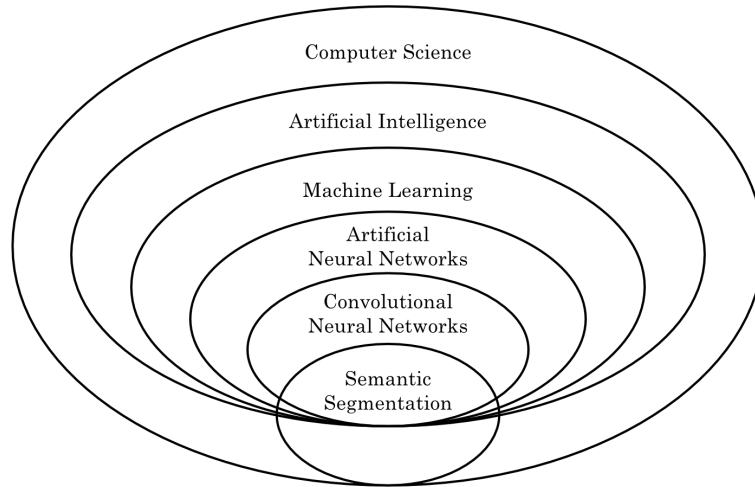 Computer Science
Artificial Intelligence
Machine Learning
Artificial
Neural Networks
Convolutional
Neural Networks
Semantic
Segmentation